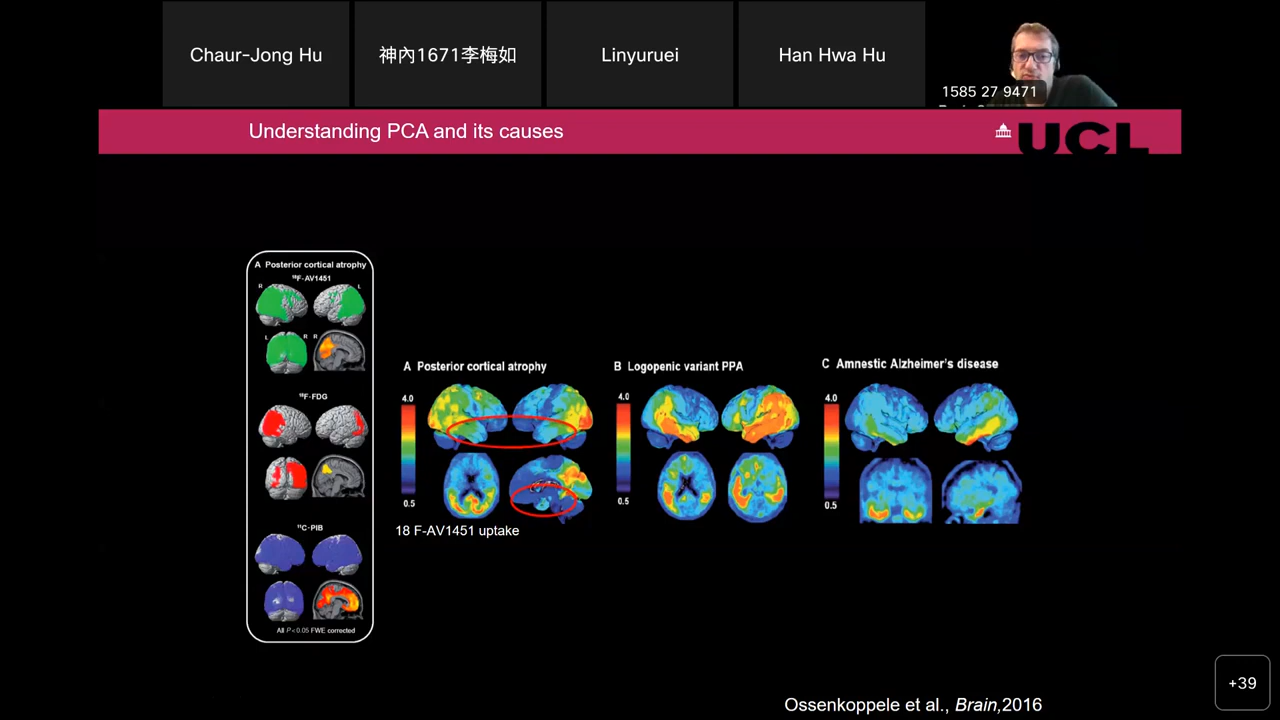 Chaur-Jong Hu
神內1671李梅如
Linyuruei
Han Hwa Hu
1585 27 9471
Understanding PCA and its causes
UCL
A Posterior cortical atrophy
¹⁸F-AV1451
R L
L R R
¹⁸F-FDG
¹¹C-PIB
All P<0.05 FWE corrected
A Posterior cortical atrophy
4.0
0.5
18 F-AV1451 uptake
B Logopenic variant PPA
4.0
0.5
C Amnestic Alzheimer's disease
4.0
0.5
Ossenkoppele et al., Brain,2016
+39